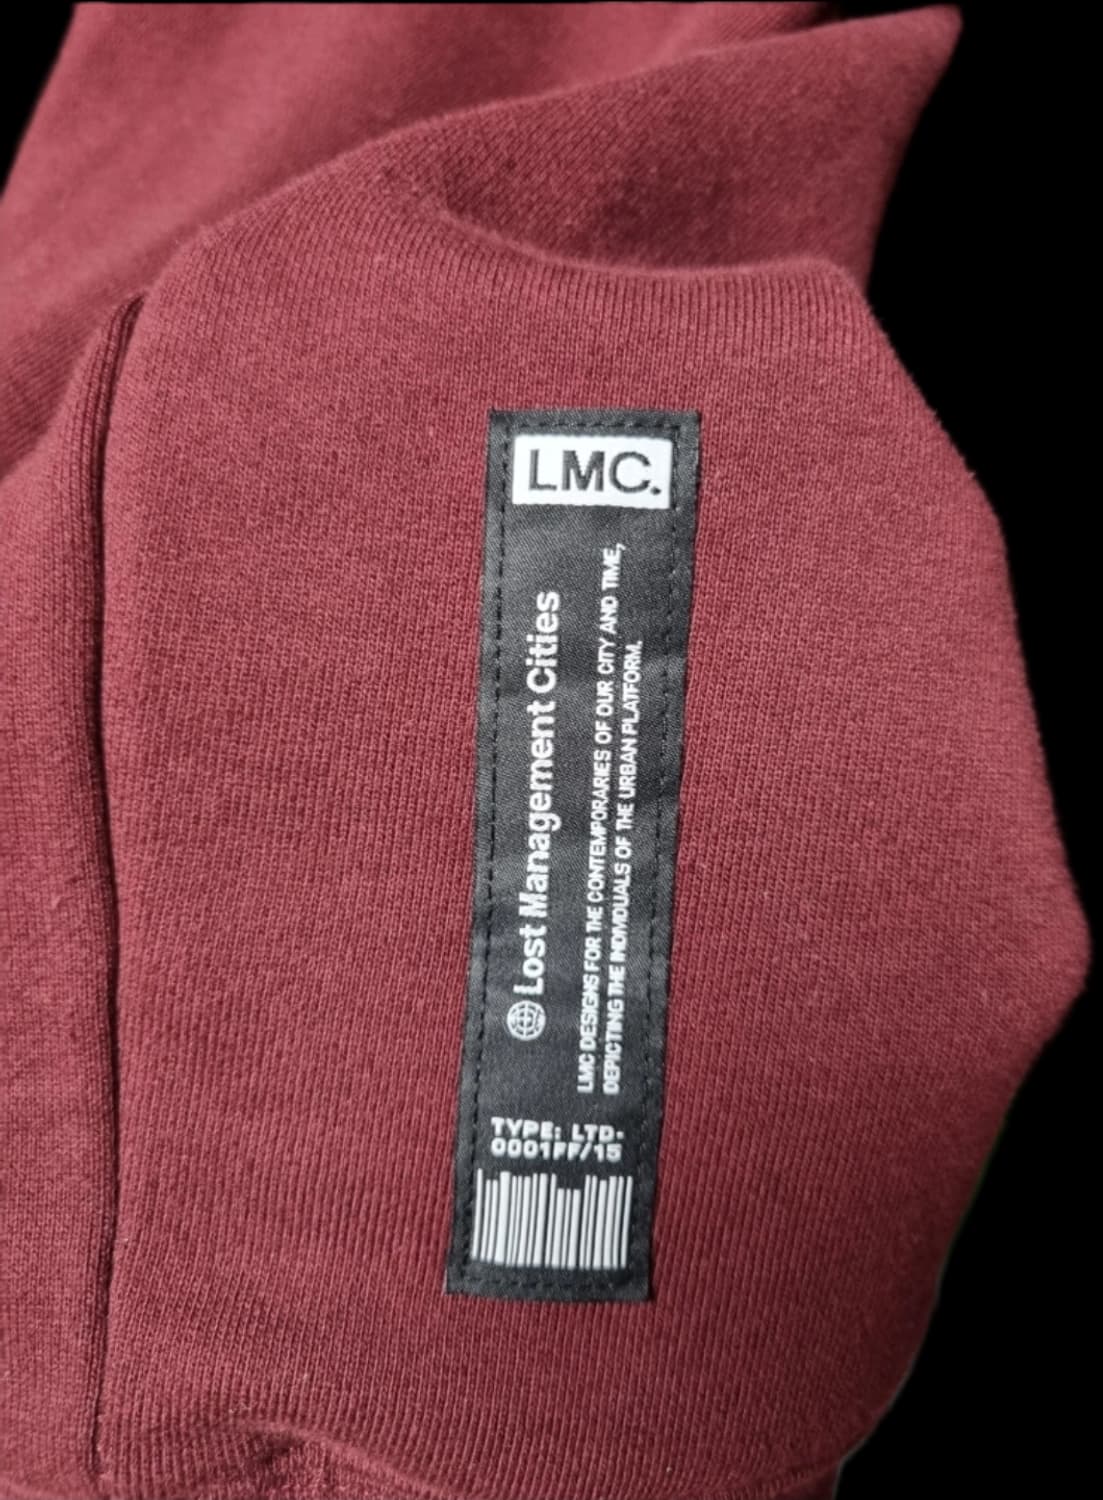 LMC.
Lost Management Cities
LMC DESIGNS FOR THE CONTEMPORARIES OF OUR CITY AND TIME,
DEPICTING THE INDIVIDUALS OF THE URBAN PLATFORM.
TYPE: LTD.
0001FF/15